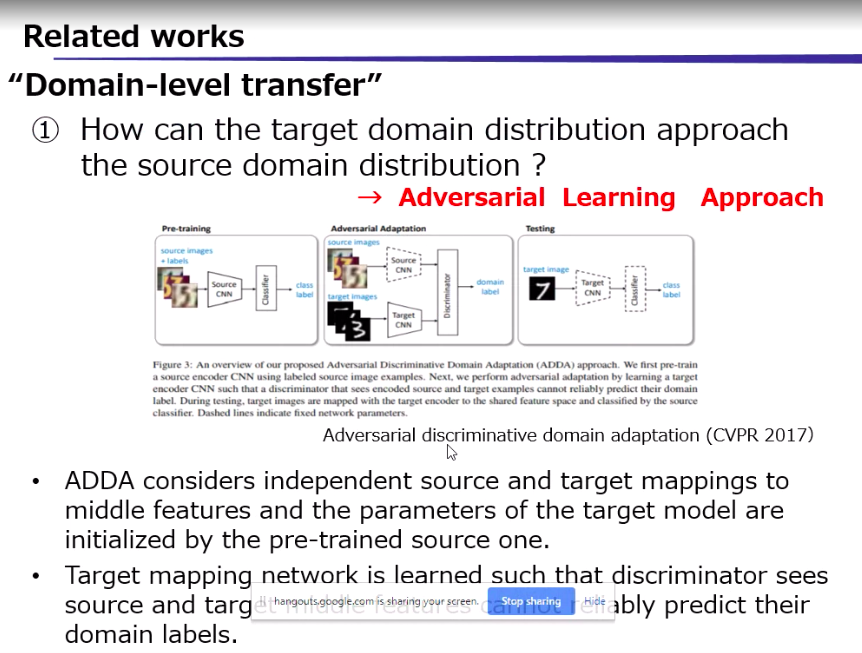 Related works
“Domain-level transfer”
① How can the target domain distribution approach
the source domain distribution ?
→ Adversarial Learning Approach
Pre-training
Adversarial Adaptation
Testing
source images
+ labels
Source
CNN
Classifier
class
label
source images
Source
CNN
target images
Target
CNN
Discriminator
domain
label
target image
7
Target
CNN
Classifier
class
label
Figure 3: An overview of our proposed Adversarial Discriminative Domain Adaptation (ADDA) approach. We first pre-train
a source encoder CNN using labeled source image examples. Next, we perform adversarial adaptation by learning a target
encoder CNN such that a discriminator that sees encoded source and target examples cannot reliably predict their domain
label. During testing, target images are mapped with the target encoder to the shared feature space and classified by the source
classifier. Dashed lines indicate fixed network parameters.
Adversarial discriminative domain adaptation (CVPR 2017)
• ADDA considers independent source and target mappings to
middle features and the parameters of the target model are
initialized by the pre-trained source one.
• Target mapping network is learned such that discriminator sees
source and target middle features cannot reliably predict their
hangouts.google.com is sharing your screen. Stop sharing Hide
domain labels.